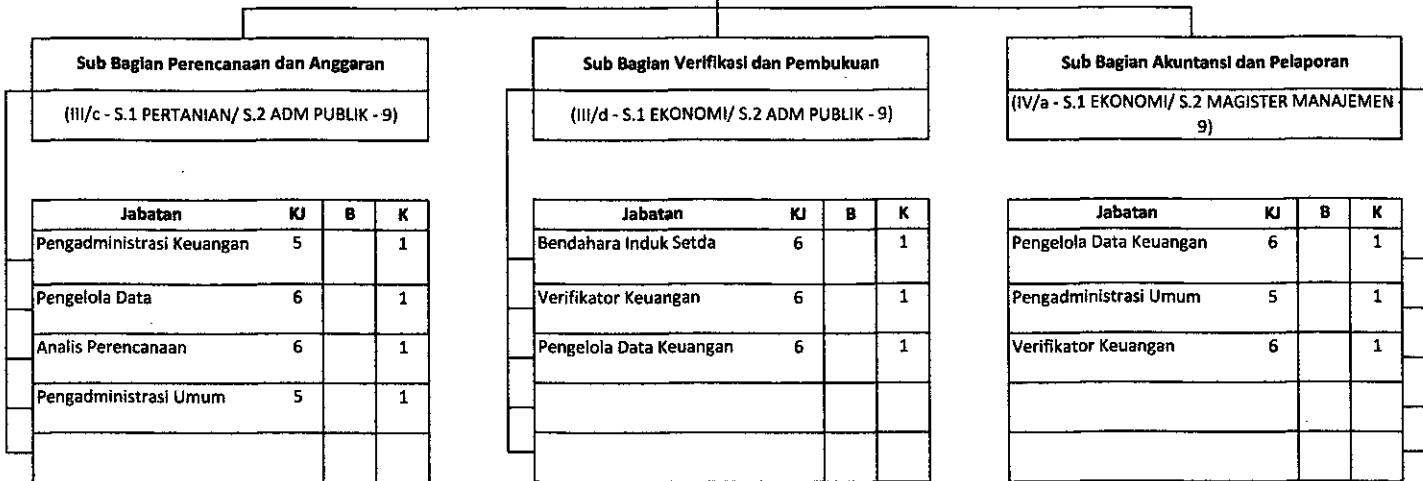 Sub Bagian Perencanaan dan Anggaran
(III/c - S.1 PERTANIAN/ S.2 ADM PUBLIK - 9)
Jabatan KJ B K
Pengadministrasi Keuangan 5 1
Pengelola Data 6 1
Analis Perencanaan 6 1
Pengadministrasi Umum 5 1
Sub Bagian Verifikasi dan Pembukuan
(III/d - S.1 EKONOMI/ S.2 ADM PUBLIK - 9)
Jabatan KJ B K
Bendahara Induk Setda 6 1
Verifikator Keuangan 6 1
Pengelola Data Keuangan 6 1
Sub Bagian Akuntansi dan Pelaporan
(IV/a - S.1 EKONOMI/ S.2 MAGISTER MANAJEMEN -
9)
Jabatan KJ B K
Pengelola Data Keuangan 6 1
Pengadministrasi Umum 5 1
Verifikator Keuangan 6 1